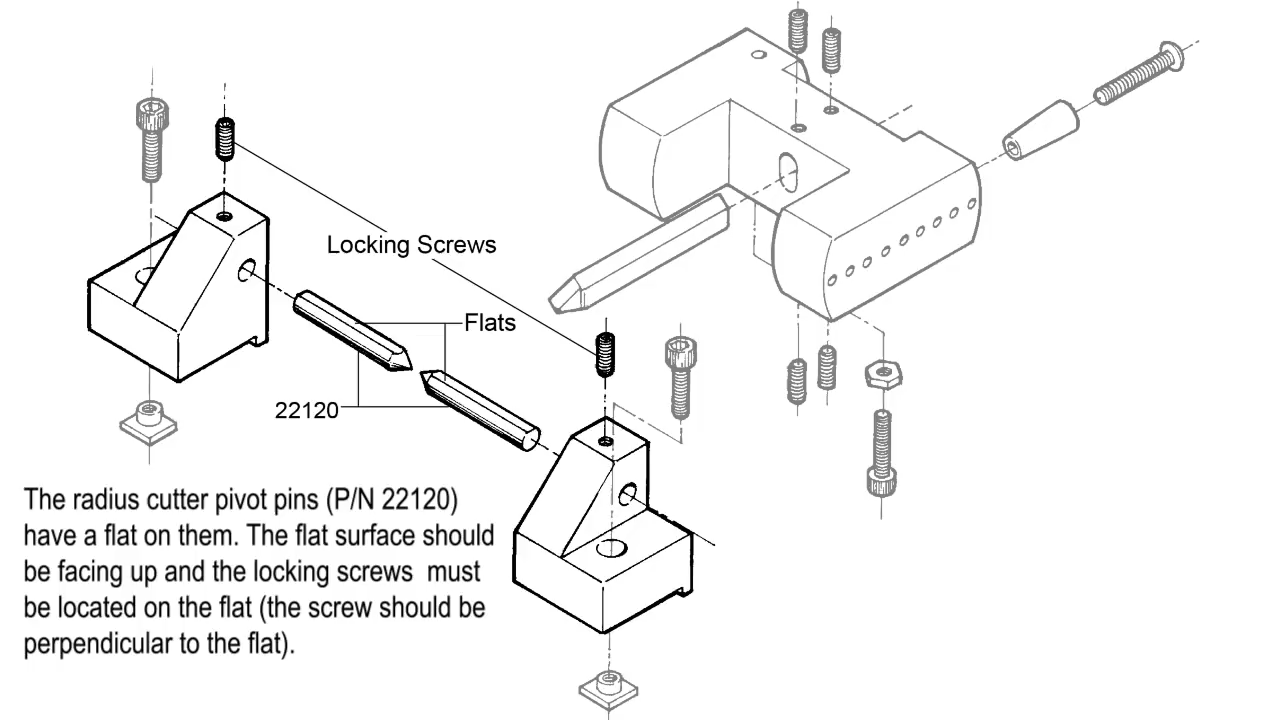 Locking Screws
Flats
22120
The radius cutter pivot pins (P/N 22120)
have a flat on them. The flat surface should
be facing up and the locking screws  must
be located on the flat (the screw should be
perpendicular to the flat).